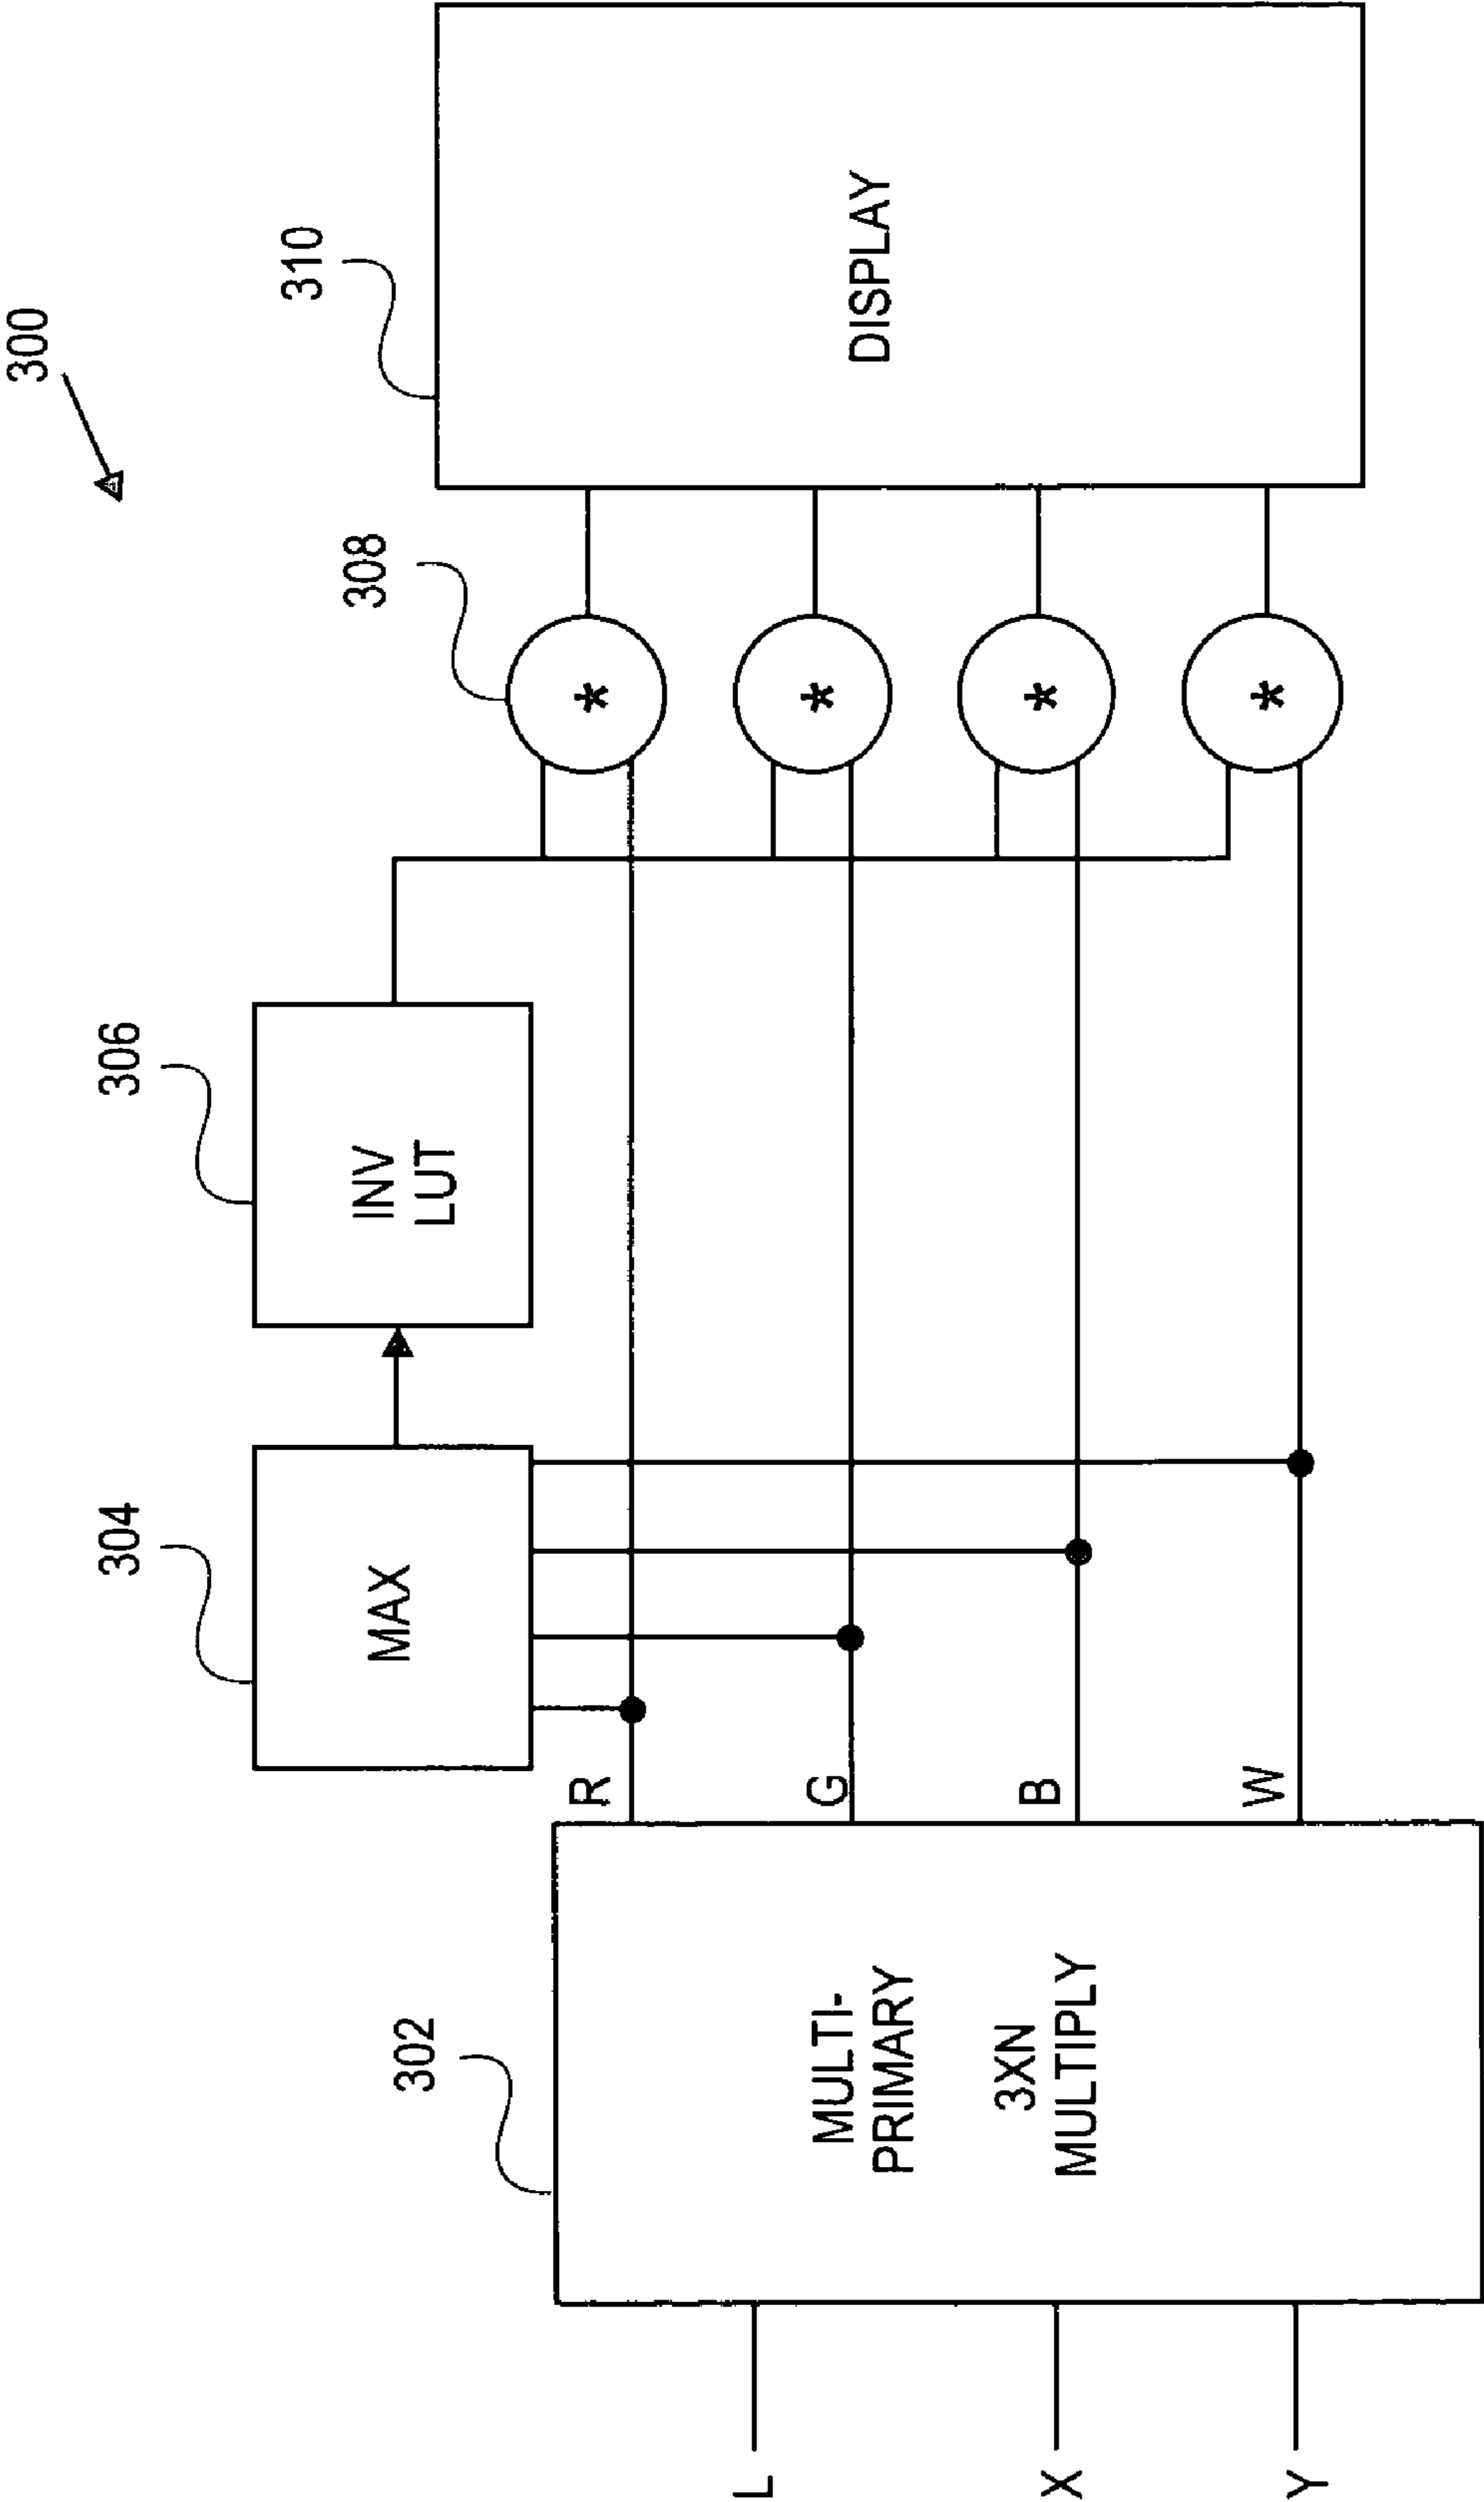 300
302
304
306
308
310
L
X
Y
MULTI-
PRIMARY
3XN
MULTIPLY
R
G
B
W
MAX
INV
LUT
*
*
*
*
DISPLAY